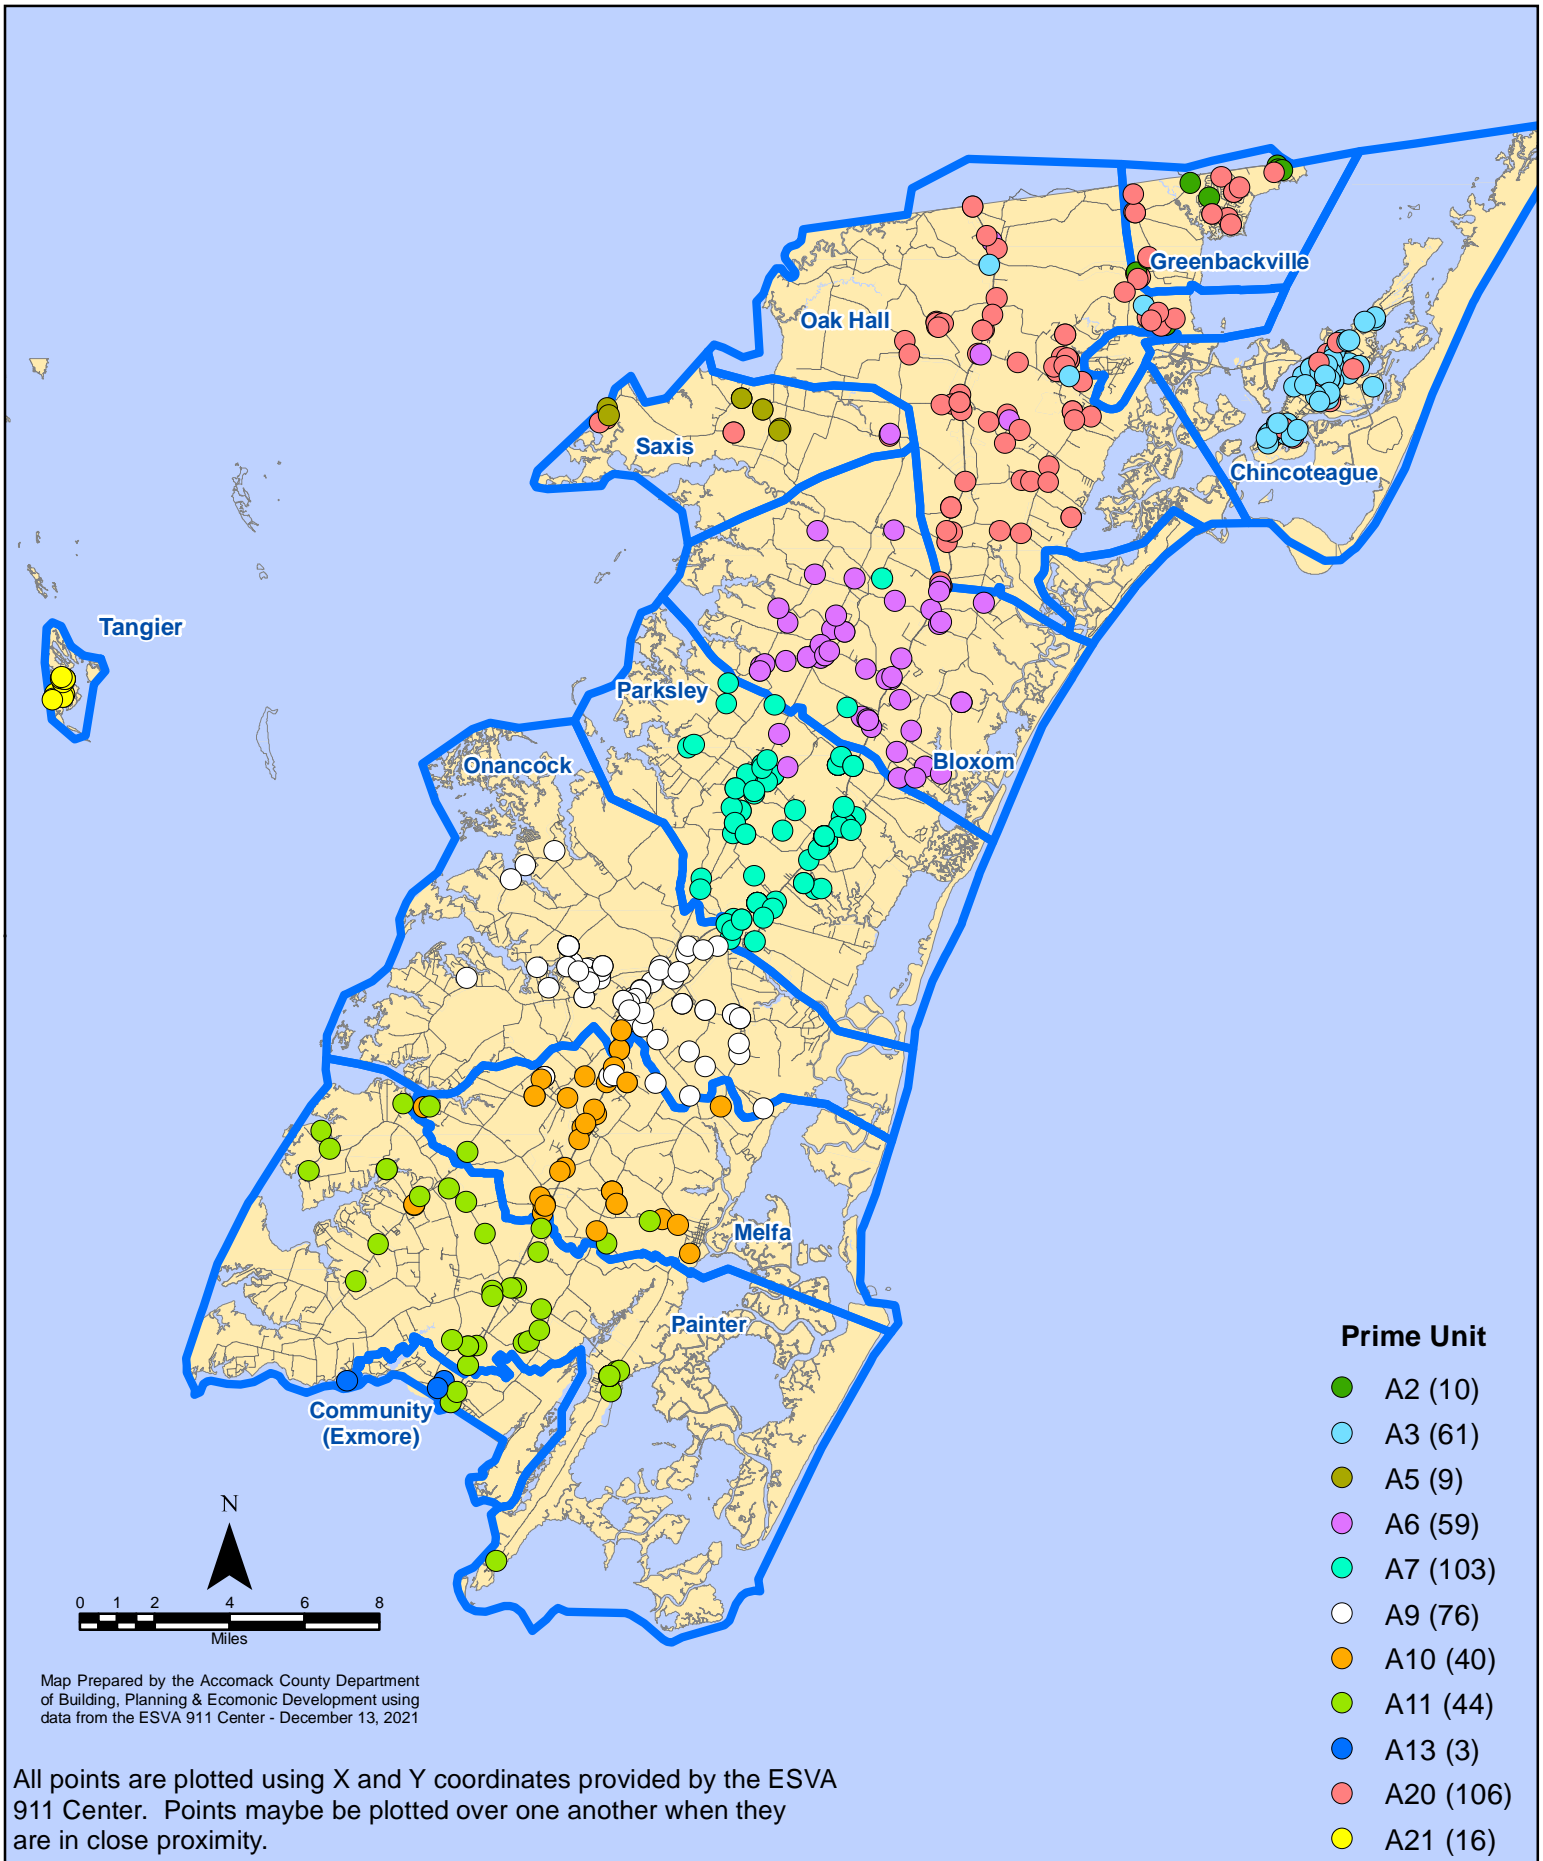 Greenbackville
Oak Hall
Saxis
Chincoteague
Tangier
Parksley
Onancock
Bloxom
Melfa
Painter
Community
(Exmore)
Prime Unit
A2 (10)
A3 (61)
A5 (9)
A6 (59)
A7 (103)
A9 (76)
A10 (40)
A11 (44)
A13 (3)
A20 (106)
A21 (16)
N
0 1 2 4 6 8
Miles
Map Prepared by the Accomack County Department
of Building, Planning & Ecomonic Development using
data from the ESVA 911 Center - December 13, 2021
All points are plotted using X and Y coordinates provided by the ESVA
911 Center. Points maybe be plotted over one another when they
are in close proximity.